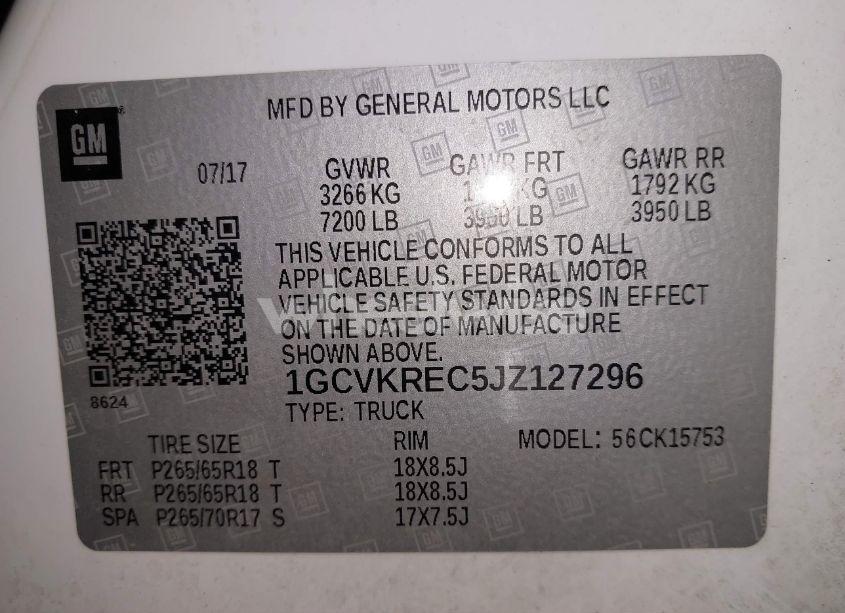 MFD BY GENERAL MOTORS LLC
GM
07/17 GVWR GAWR FRT GAWR RR
3266 KG KG 1792 KG
7200 LB 3950 LB 3950 LB
THIS VEHICLE CONFORMS TO ALL
APPLICABLE U.S. FEDERAL MOTOR
VEHICLE SAFETY STANDARDS IN EFFECT
ON THE DATE OF MANUFACTURE
SHOWN ABOVE.
1GCVKREC5JZ127296
8624
TYPE: TRUCK
TIRE SIZE RIM MODEL: 56CK15753
FRT P265/65R18 T 18X8.5J
RR P265/65R18 T 18X8.5J
SPA P265/70R17 S 17X7.5J